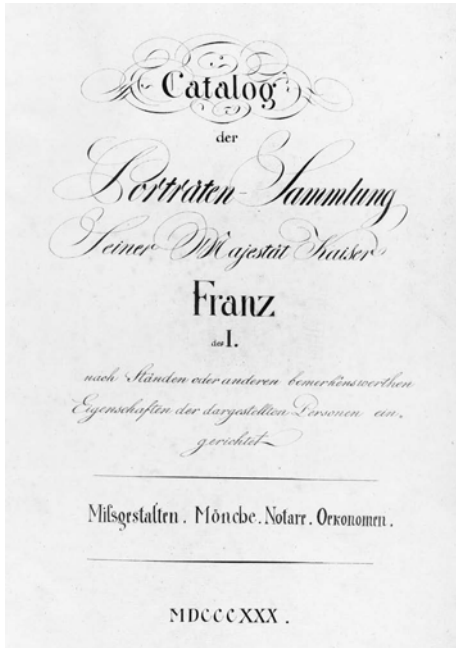 Catalog
der
Porträten-Sammlung
Seiner Majestät Kaiser
Franz
des I.
nach Ständen oder anderen bemerkenswerthen
Eigenschaften der dargestellten Personen ein-
gerichtet
Missgestalten. Mönche. Notare. Oekonomen.
MDCCCXXX.